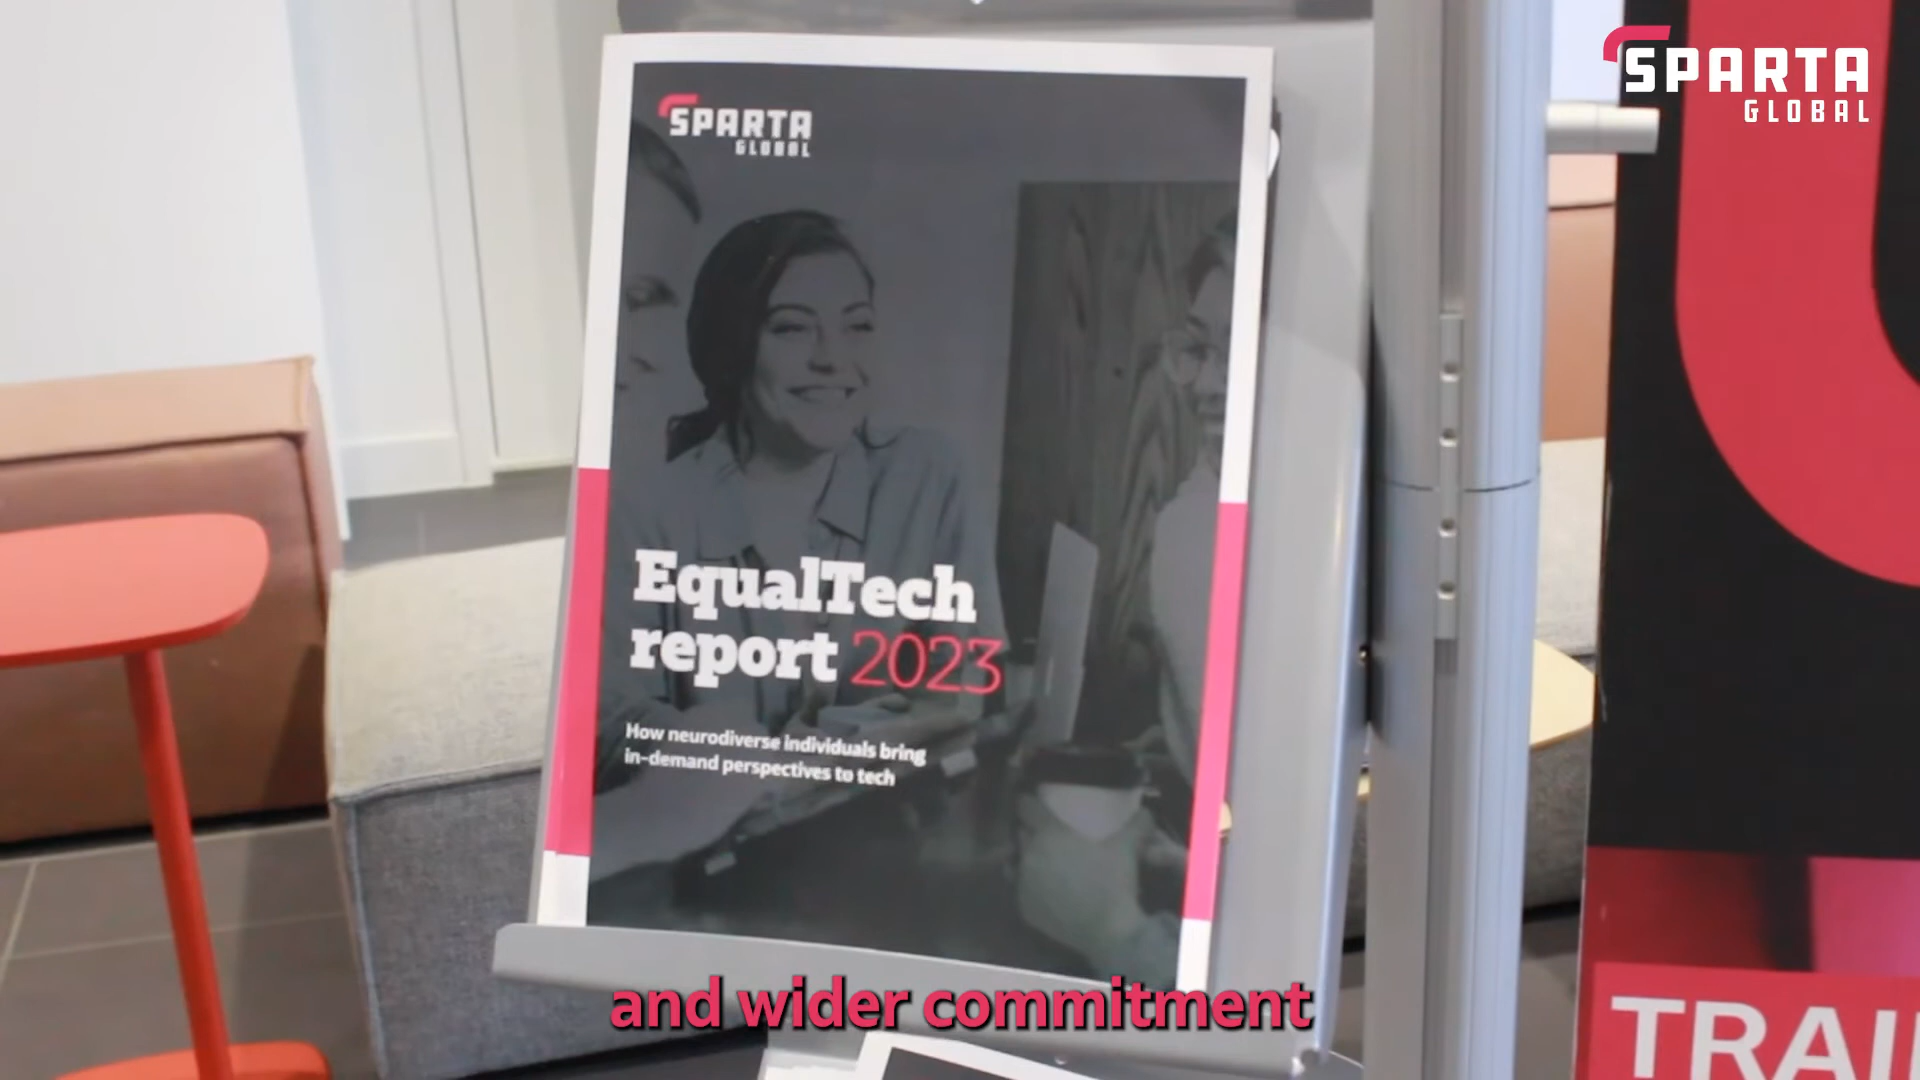 SPARTA
GLOBAL
SPARTA
GLOBAL
EqualTech
report 2023
How neurodiverse individuals bring
in-demand perspectives to tech
and wider commitment
TRAI